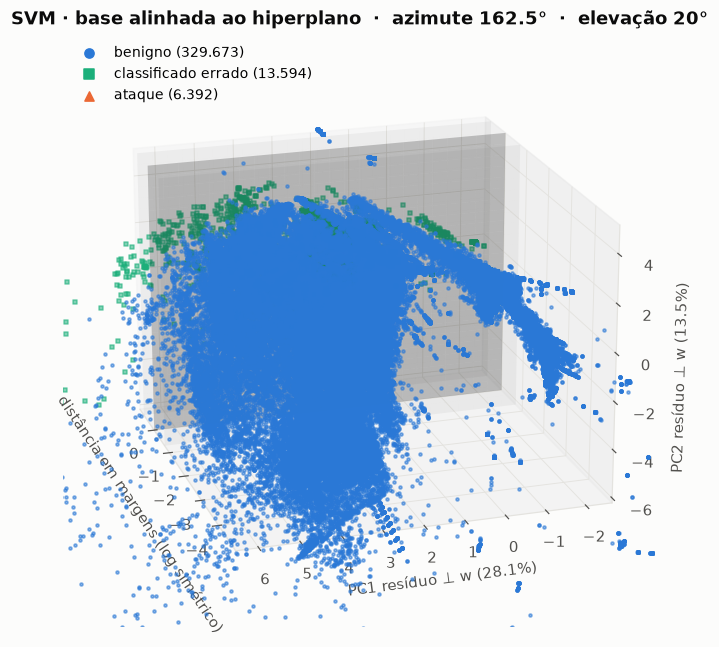 SVM · base alinhada ao hiperplano · azimute 162.5° · elevação 20°
benigno (329.673)
classificado errado (13.594)
ataque (6.392)
4
2
0
−2
−4
−6
PC2 resíduo ⊥ w (13.5%)
0
−1
−2
−3
−4
distância em margens (log simétrico)
6
5
4
3
2
1
0
−1
−2
PC1 resíduo ⊥ w (28.1%)